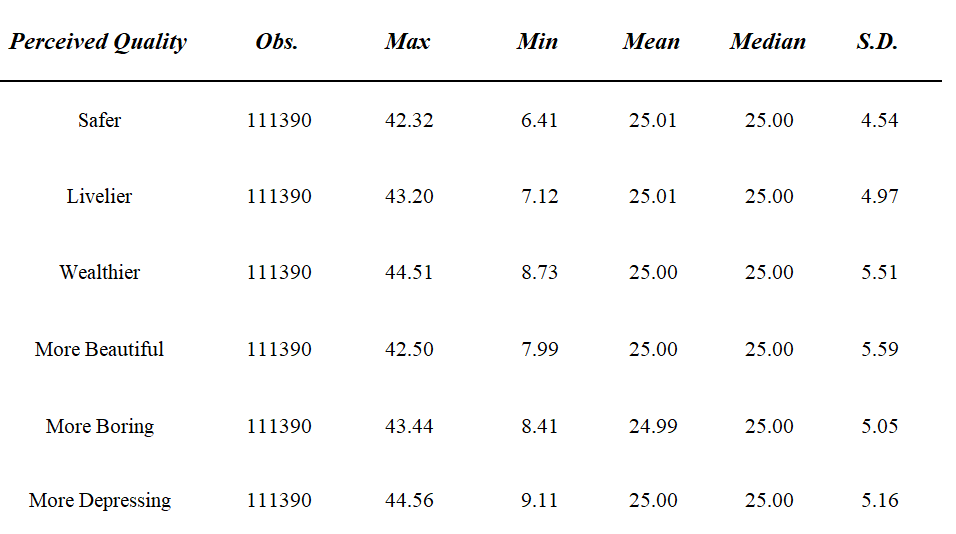 Perceived Quality Obs. Max Min Mean Median S.D.
Safer 111390 42.32 6.41 25.01 25.00 4.54
Livelier 111390 43.20 7.12 25.01 25.00 4.97
Wealthier 111390 44.51 8.73 25.00 25.00 5.51
More Beautiful 111390 42.50 7.99 25.00 25.00 5.59
More Boring 111390 43.44 8.41 24.99 25.00 5.05
More Depressing 111390 44.56 9.11 25.00 25.00 5.16